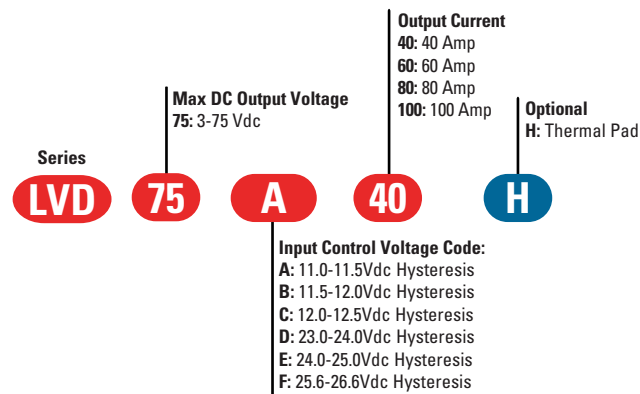 Output Current
40: 40 Amp
60: 60 Amp
80: 80 Amp
100: 100 Amp
Max DC Output Voltage
75: 3-75 Vdc
Optional
H: Thermal Pad
Series
LVD
75
A
40
H
Input Control Voltage Code:
A: 11.0-11.5Vdc Hysteresis
B: 11.5-12.0Vdc Hysteresis
C: 12.0-12.5Vdc Hysteresis
D: 23.0-24.0Vdc Hysteresis
E: 24.0-25.0Vdc Hysteresis
F: 25.6-26.6Vdc Hysteresis